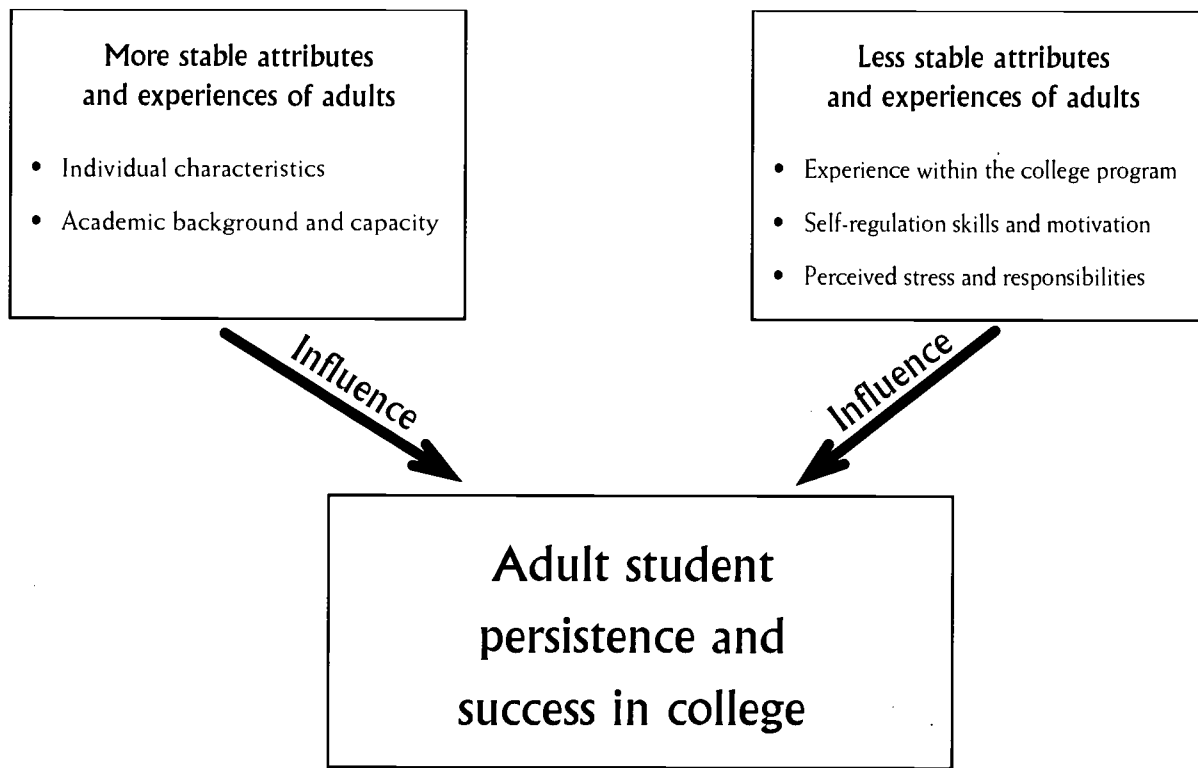 More stable attributes
and experiences of adults
• Individual characteristics
• Academic background and capacity
Less stable attributes
and experiences of adults
• Experience within the college program
• Self-regulation skills and motivation
• Perceived stress and responsibilities
Influence
Influence
Adult student
persistence and
success in college